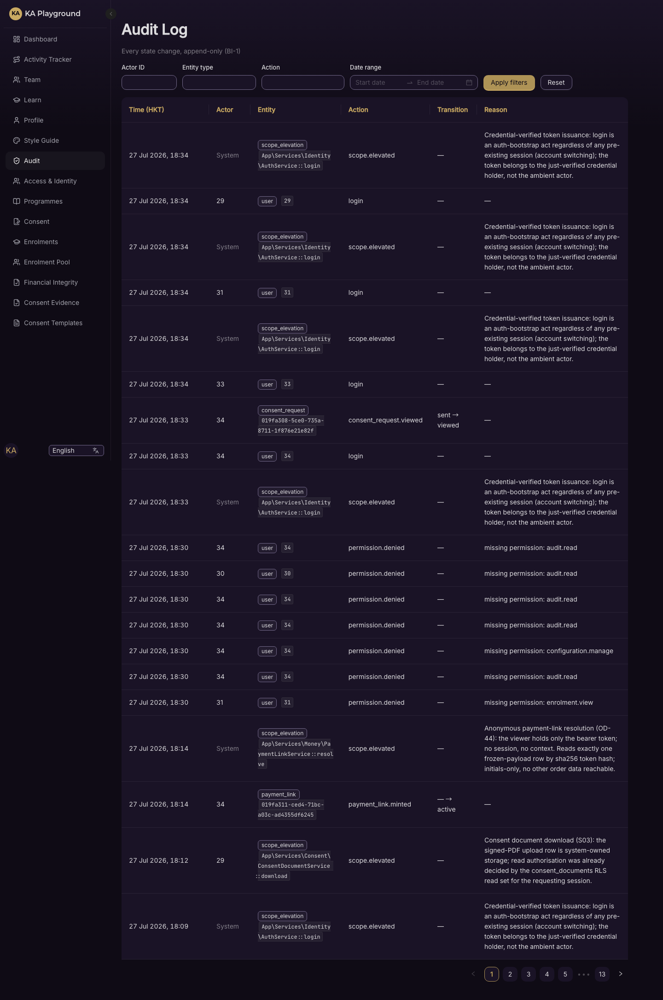 KA KA Playground
Dashboard
Activity Tracker
Team
Learn
Profile
Style Guide
Audit
Access & Identity
Programmes
Consent
Enrolments
Enrolment Pool
Financial Integrity
Consent Evidence
Consent Templates
KA English
Audit Log
Every state change, append-only (BI-1)
Actor ID Entity type Action Date range
Start date → End date Apply filters Reset
Time (HKT) Actor Entity Action Transition Reason
27 Jul 2026, 18:34 System scope_elevation App\Services\Identity\AuthService::login scope.elevated — Credential-verified token issuance: login is
an auth-bootstrap act regardless of any pre-
existing session (account switching); the
token belongs to the just-verified credential
holder, not the ambient actor.
27 Jul 2026, 18:34 29 user 29 login — —
27 Jul 2026, 18:34 System scope_elevation App\Services\Identity\AuthService::login scope.elevated — Credential-verified token issuance: login is
an auth-bootstrap act regardless of any pre-
existing session (account switching); the
token belongs to the just-verified credential
holder, not the ambient actor.
27 Jul 2026, 18:34 31 user 31 login — —
27 Jul 2026, 18:34 System scope_elevation App\Services\Identity\AuthService::login scope.elevated — Credential-verified token issuance: login is
an auth-bootstrap act regardless of any pre-
existing session (account switching); the
token belongs to the just-verified credential
holder, not the ambient actor.
27 Jul 2026, 18:34 33 user 33 login — —
27 Jul 2026, 18:33 34 consent_request 019fa308-5ce0-735a-8711-1f876e21e82f consent_request.viewed sent → viewed —
27 Jul 2026, 18:33 34 user 34 login — —
27 Jul 2026, 18:33 System scope_elevation App\Services\Identity\AuthService::login scope.elevated — Credential-verified token issuance: login is
an auth-bootstrap act regardless of any pre-
existing session (account switching); the
token belongs to the just-verified credential
holder, not the ambient actor.
27 Jul 2026, 18:30 34 user 34 permission.denied — missing permission: audit.read
27 Jul 2026, 18:30 30 user 30 permission.denied — missing permission: audit.read
27 Jul 2026, 18:30 34 user 34 permission.denied — missing permission: audit.read
27 Jul 2026, 18:30 34 user 34 permission.denied — missing permission: audit.read
27 Jul 2026, 18:30 34 user 34 permission.denied — missing permission: configuration.manage
27 Jul 2026, 18:30 34 user 34 permission.denied — missing permission: audit.read
27 Jul 2026, 18:30 31 user 31 permission.denied — missing permission: enrolment.view
27 Jul 2026, 18:14 System scope_elevation App\Services\Money\PaymentLinkService::resolve scope.elevated — Anonymous payment-link resolution (OD-
44): the viewer holds only the bearer token;
no session, no context. Reads exactly one
frozen-payload row by sha256 token hash;
initials-only, no other order data reachable.
27 Jul 2026, 18:14 34 payment_link 019fa311-ced4-71bc-a03c-ad4355df6245 payment_link.minted — → active —
27 Jul 2026, 18:12 29 scope_elevation App\Services\Consent\ConsentDocumentService::download scope.elevated — Consent document download (S03): the
signed-PDF upload row is system-owned
storage; read authorisation was already
decided by the consent_documents RLS
read set for the requesting session.
27 Jul 2026, 18:09 System scope_elevation App\Services\Identity\AuthService::login scope.elevated — Credential-verified token issuance: login is
an auth-bootstrap act regardless of any pre-
existing session (account switching); the
token belongs to the just-verified credential
holder, not the ambient actor.
1 2 3 4 5 ••• 13